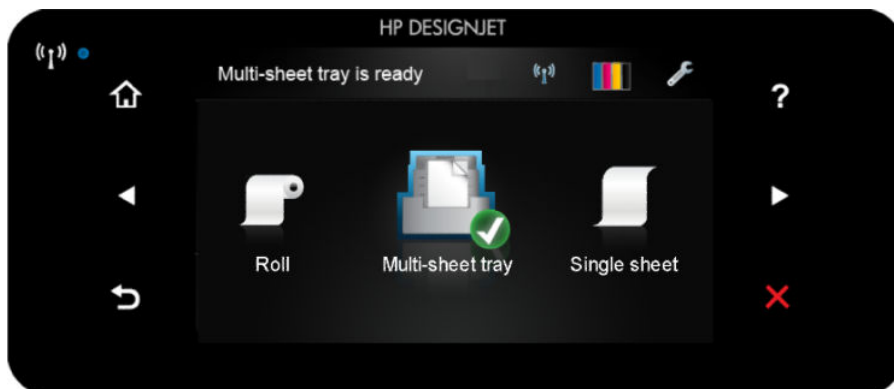 HP DESIGNJET
Multi-sheet tray is ready
?
Roll
Multi-sheet tray
Single sheet